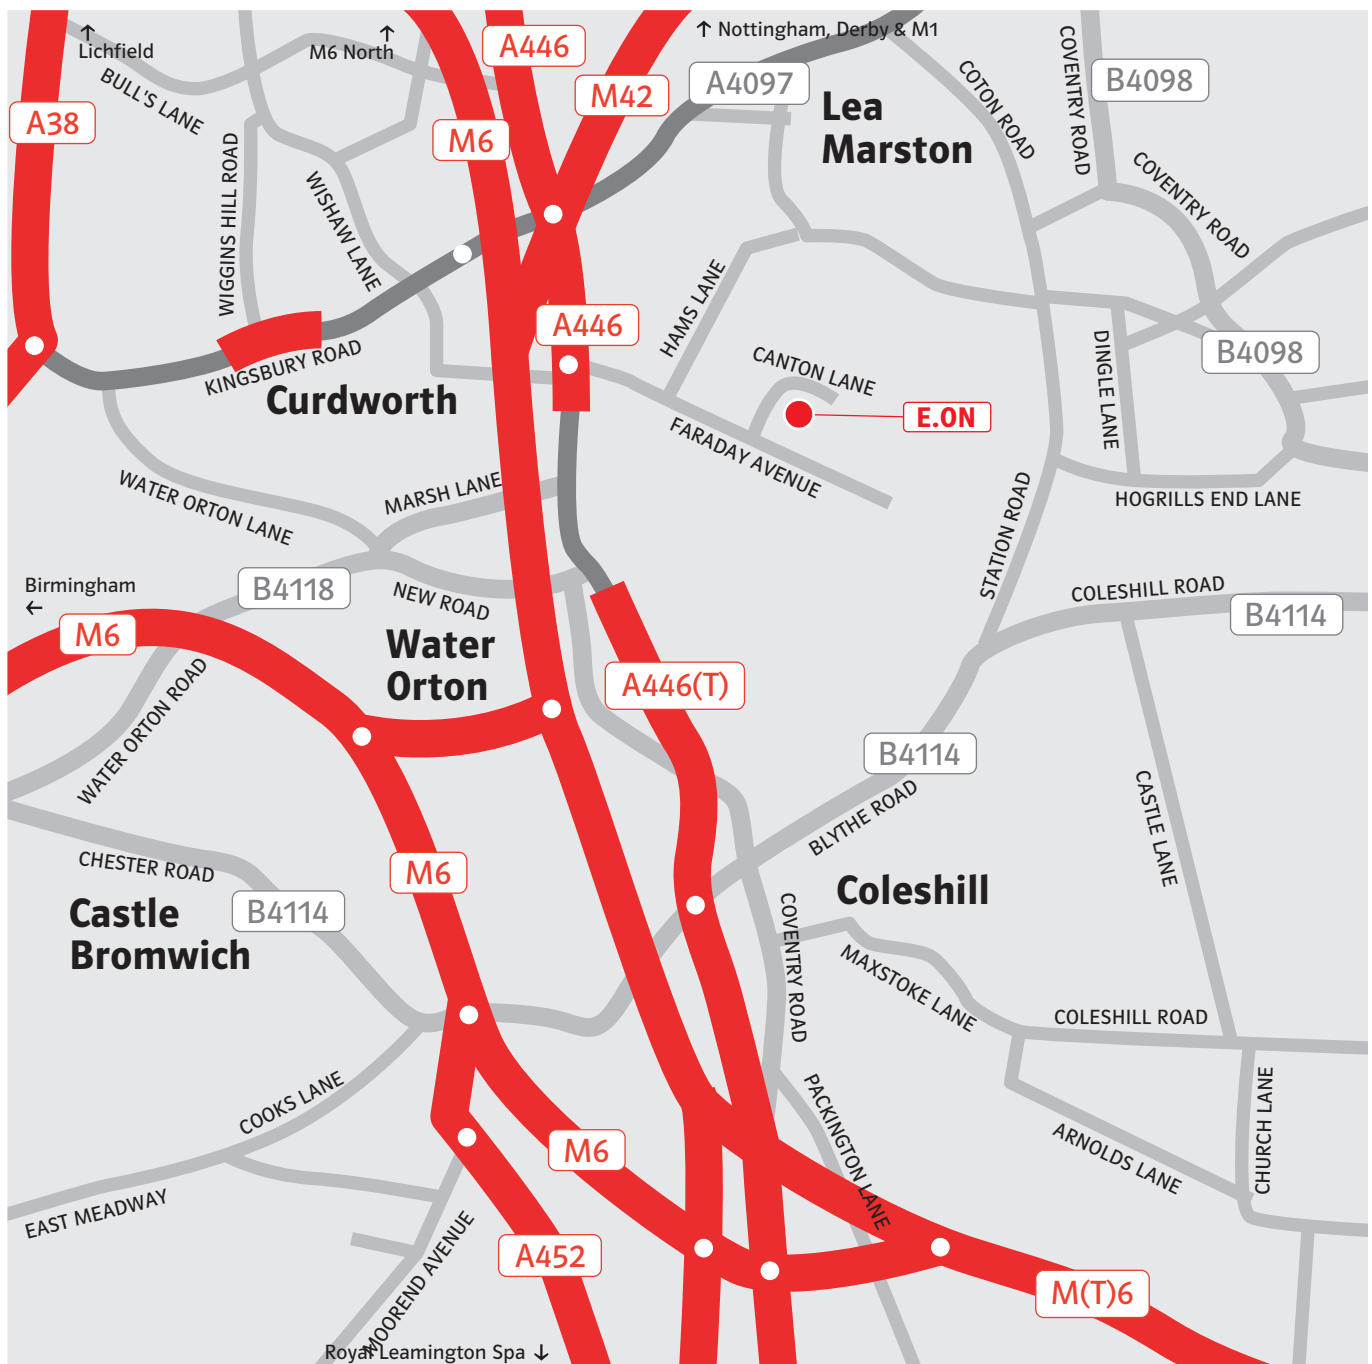 ↑
Lichfield
↑
M6 North
A446
↑ Nottingham, Derby & M1
BULL'S LANE
A38
M42
M6
A4097
Lea
Marston
COTON ROAD
COVENTRY ROAD
B4098
COVENTRY ROAD
WIGGINS HILL ROAD
WISHAW LANE
A446
HAMS LANE
CANTON LANE
E.ON
DINGLE LANE
B4098
KINGSBURY ROAD
Curdworth
FARADAY AVENUE
WATER ORTON LANE
MARSH LANE
STATION ROAD
HOGRILLS END LANE
Birmingham
←
B4118
NEW ROAD
COLESHILL ROAD
B4114
M6
Water
Orton
A446(T)
WATER ORTON ROAD
B4114
BLYTHE ROAD
CASTLE LANE
CHESTER ROAD
M6
Castle
Bromwich
B4114
Coleshill
COVENTRY ROAD
MAXSTOKE LANE
COLESHILL ROAD
COOKS LANE
PACKINGTON LANE
M6
ARNOLDS LANE
CHURCH LANE
EAST MEADWAY
MOOREND AVENUE
A452
M(T)6
Royal Leamington Spa ↓